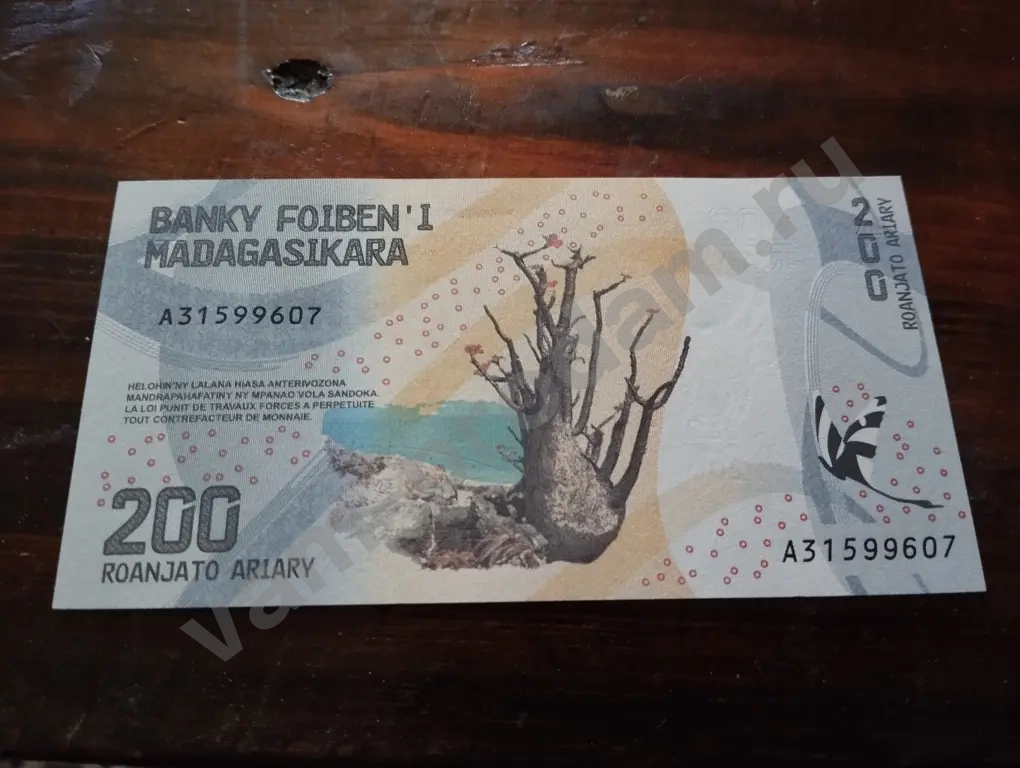 BANKY FOIBEN'I
MADAGASIKARA
A31599607
HELOHIN'NY LALANA HIASA ANTERIVOZONA
MANDRAPAHAFATINY NY MPANAO VOLA SANDOKA.
LA LOI PUNIT DE TRAVAUX FORCES A PERPETUITE
TOUT CONTREFACTEUR DE MONNAIE.
200
ROANJATO ARIARY
200
ROANJATO ARIARY
A31599607